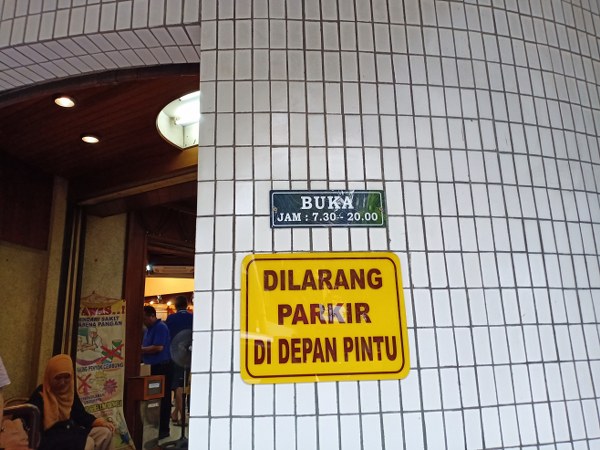 BUKA
JAM : 7.30 - 20.00
DILARANG
PARKIR
DI DEPAN PINTU